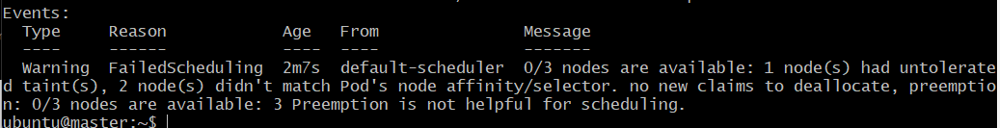 Events:
Type Reason Age From Message
---- ------ ---- ---- -------
Warning FailedScheduling 2m7s default-scheduler 0/3 nodes are available: 1 node(s) had untolerate
d taint(s), 2 node(s) didn't match Pod's node affinity/selector. no new claims to deallocate, preemptio
n: 0/3 nodes are available: 3 Preemption is not helpful for scheduling.
ubuntu@master:~$